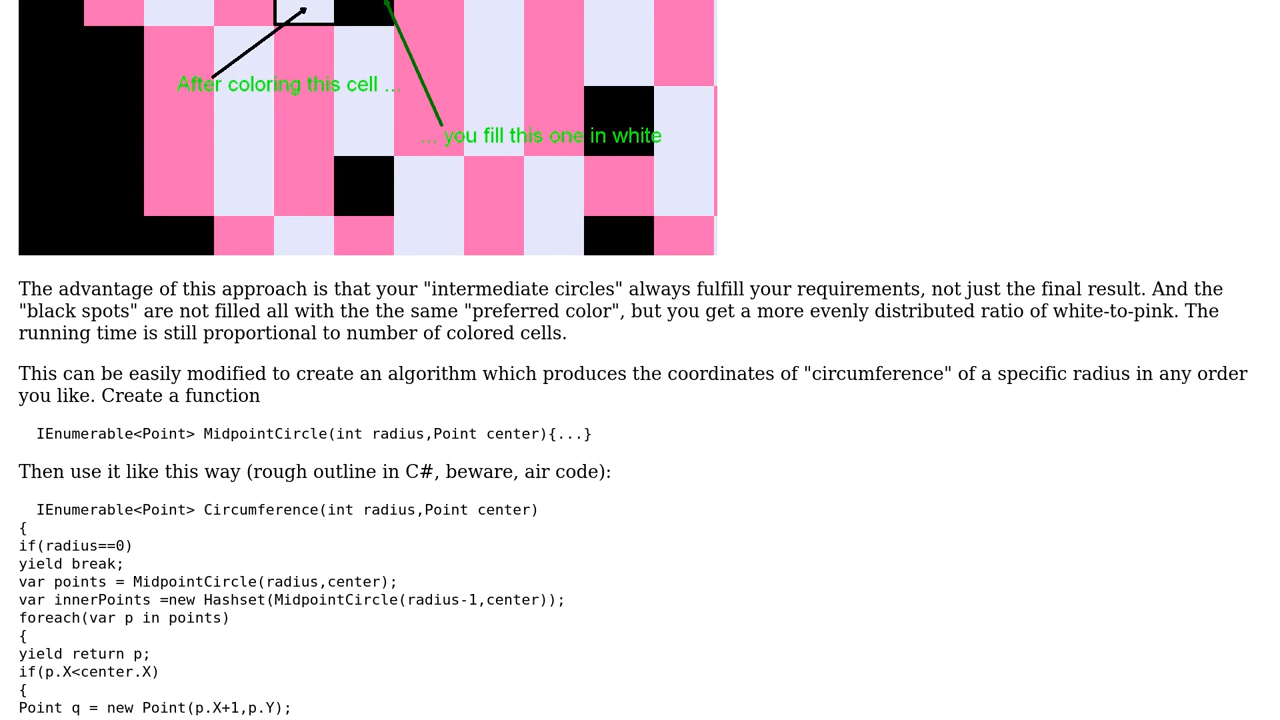 After coloring this cell ...
... you fill this one in white
The advantage of this approach is that your "intermediate circles" always fulfill your requirements, not just the final result. And the
"black spots" are not filled all with the the same "preferred color", but you get a more evenly distributed ratio of white-to-pink. The
running time is still proportional to number of colored cells.
This can be easily modified to create an algorithm which produces the coordinates of "circumference" of a specific radius in any order
you like. Create a function
IEnumerable<Point> MidpointCircle(int radius,Point center){...}
Then use it like this way (rough outline in C#, beware, air code):
IEnumerable<Point> Circumference(int radius,Point center)
{
if(radius==0)
yield break;
var points = MidpointCircle(radius,center);
var innerPoints =new Hashset(MidpointCircle(radius-1,center));
foreach(var p in points)
{
yield return p;
if(p.X<center.X)
{
Point q = new Point(p.X+1,p.Y);